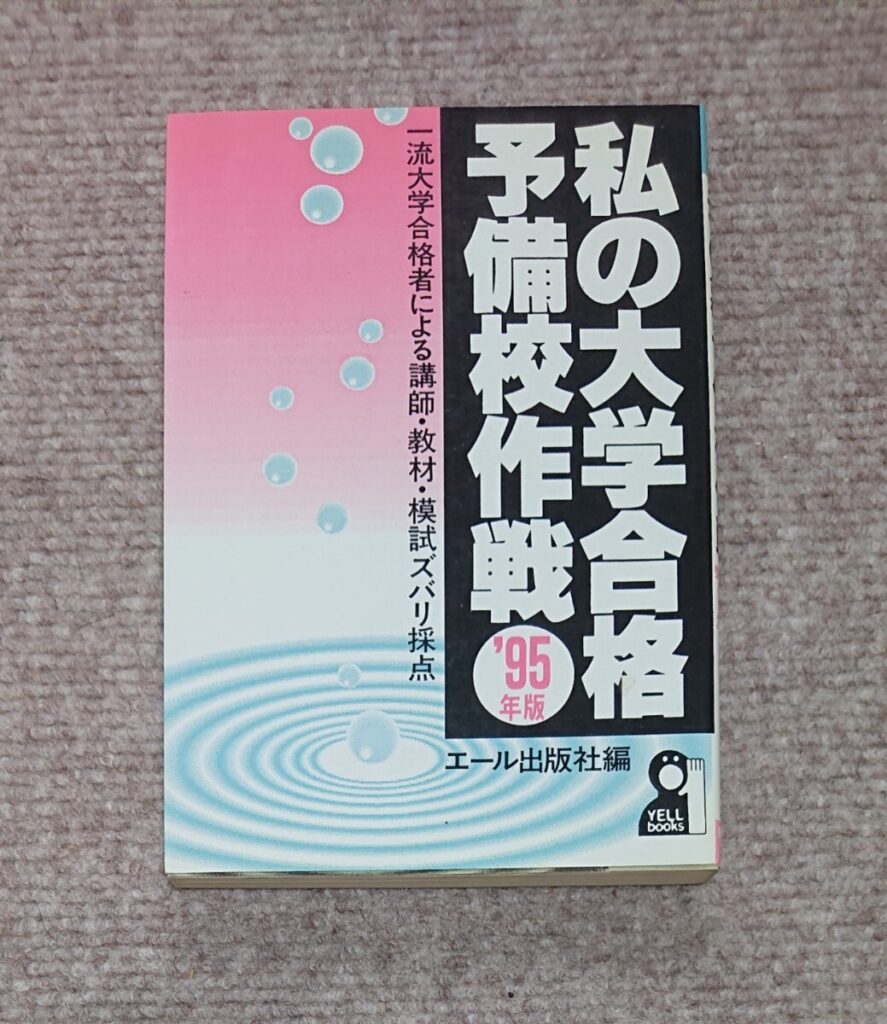 私の大学合格
予備校作戦
'95
年版
一流大学合格者による講師・教材・模試ズバリ採点
エール出版社編
YELL
books
1